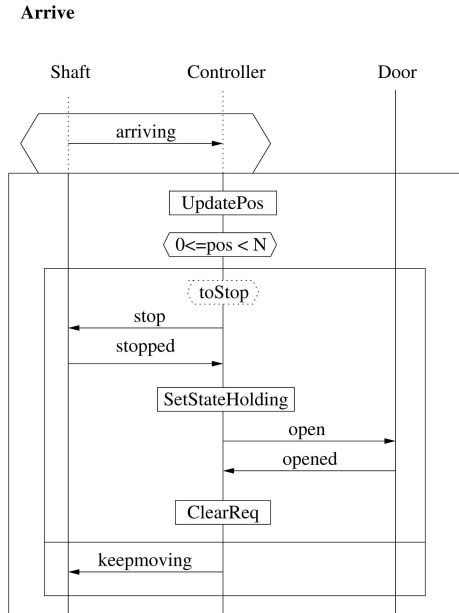 Arrive
Shaft Controller Door
arriving
UpdatePos
0<=pos < N
toStop
stop
stopped
SetStateHolding
open
opened
ClearReq
keepmoving